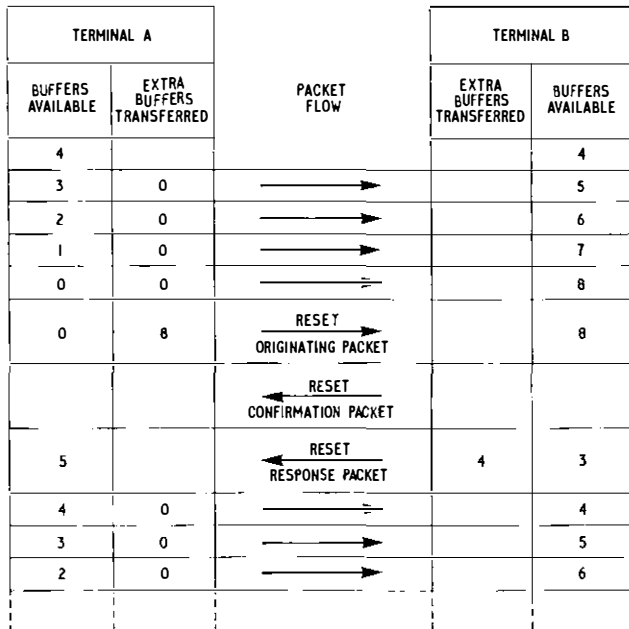 TERMINAL A TERMINAL B
BUFFERS AVAILABLE EXTRA BUFFERS TRANSFERRED PACKET FLOW EXTRA BUFFERS TRANSFERRED BUFFERS AVAILABLE
4 4
3 0 5
2 0 6
1 0 7
0 0 8
0 8 RESET ORIGINATING PACKET 8
RESET CONFIRMATION PACKET
5 RESET RESPONSE PACKET 4 3
4 0 4
3 0 5
2 0 6